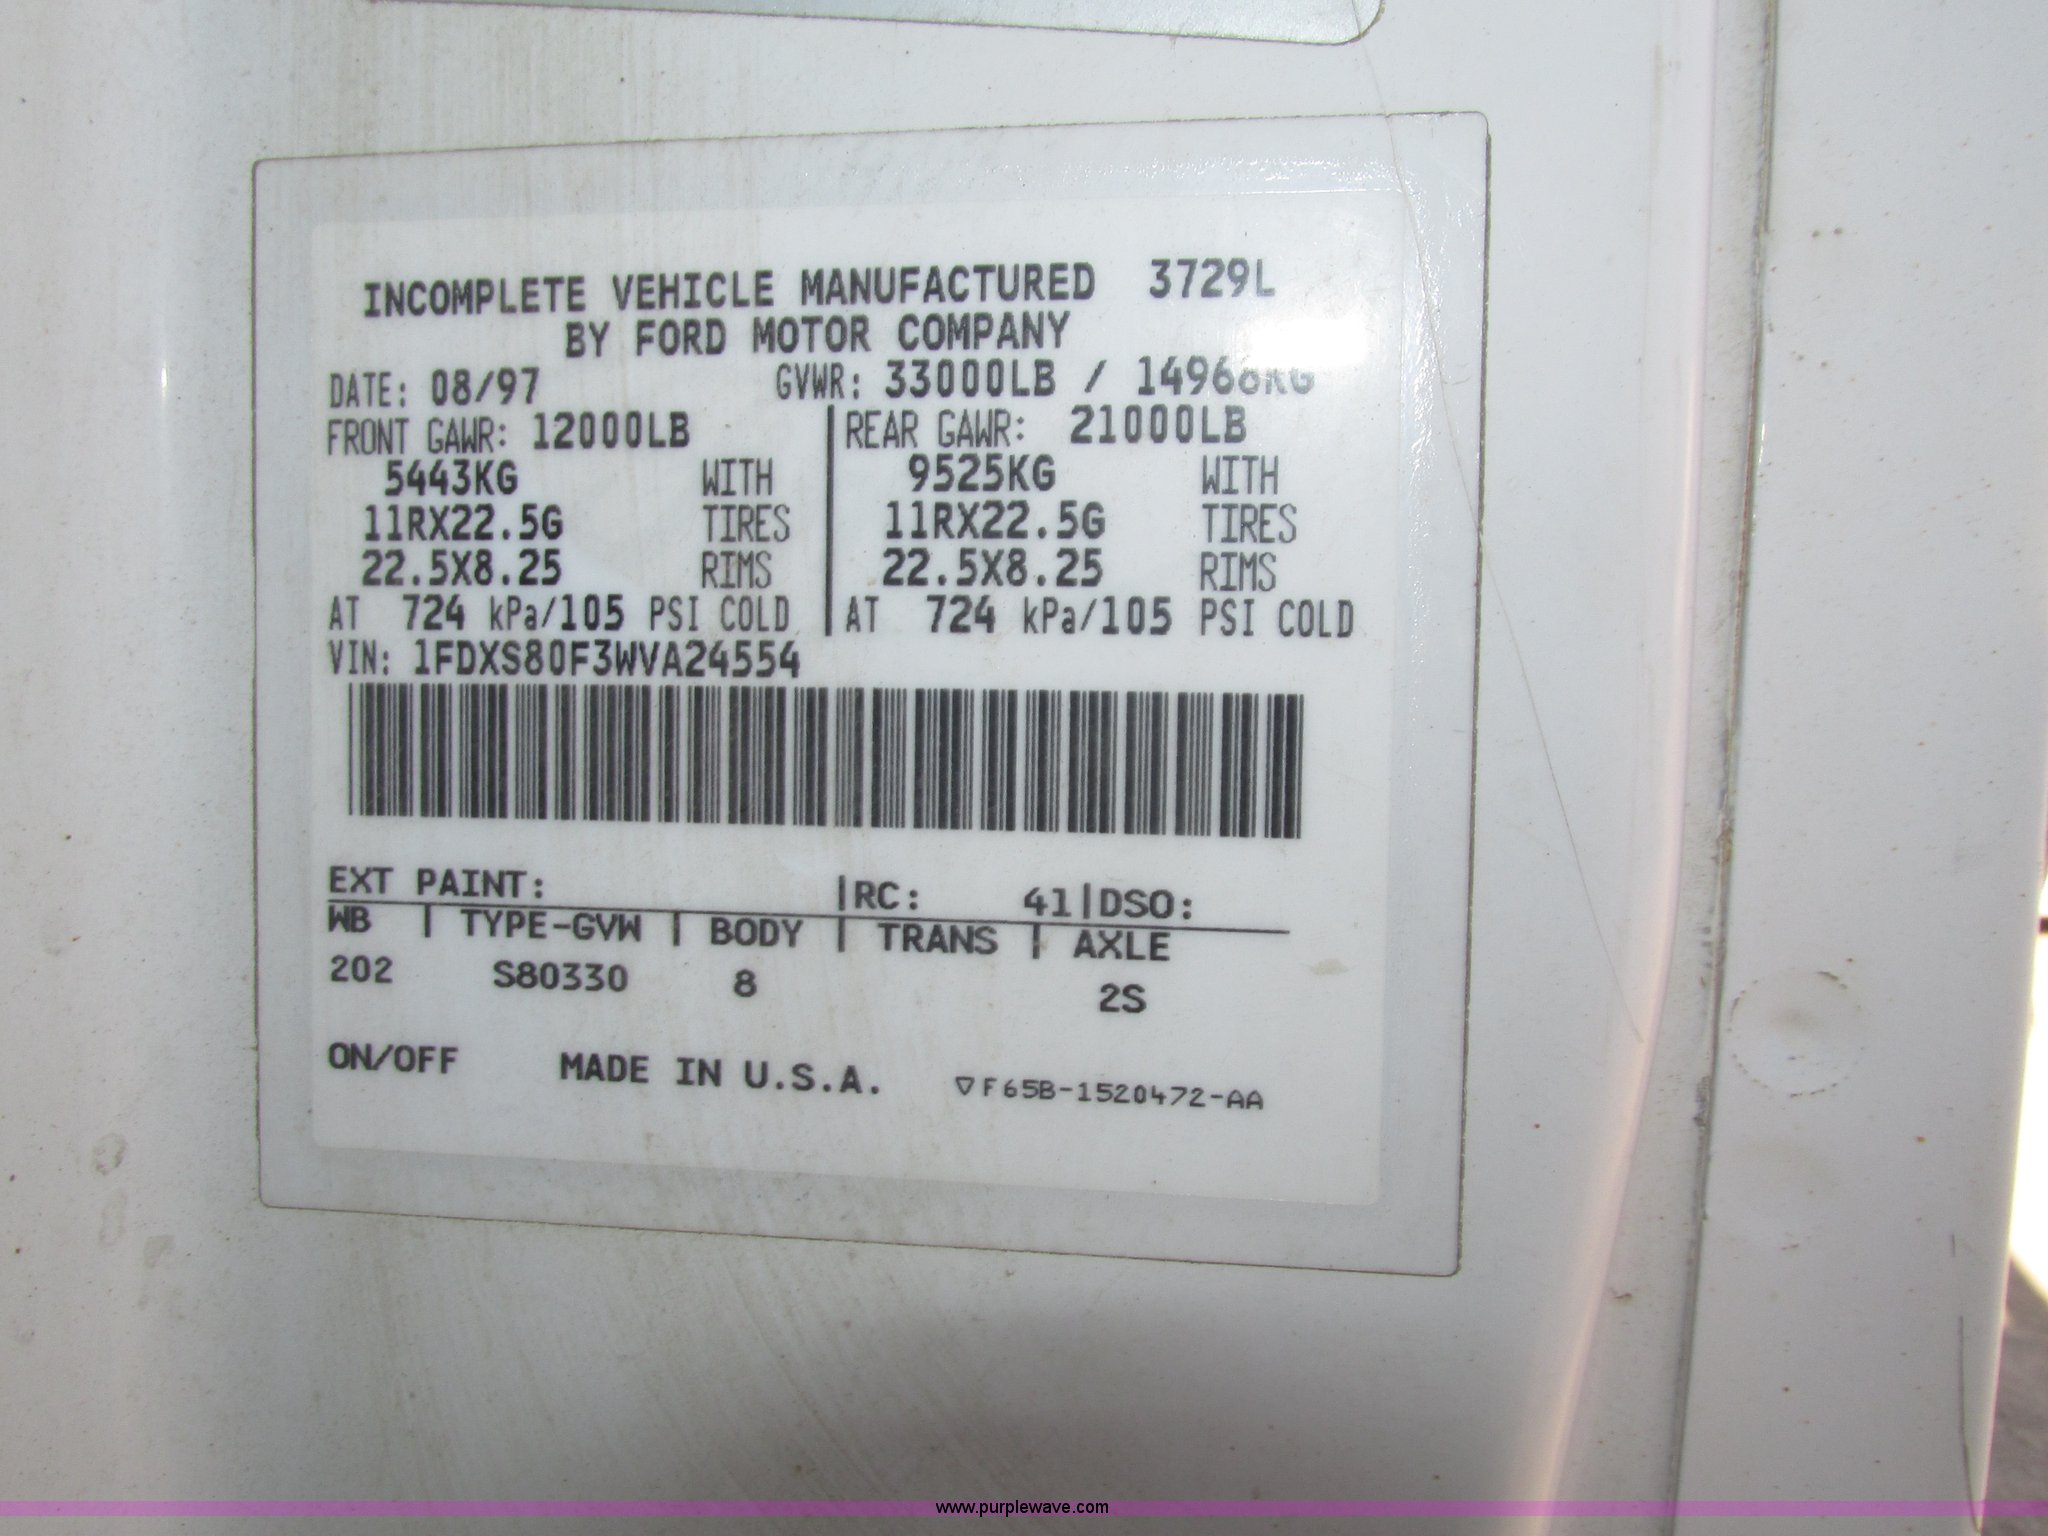 INCOMPLETE VEHICLE MANUFACTURED 3729L
BY FORD MOTOR COMPANY
DATE: 08/97 GVWR: 33000LB / 14968KG
FRONT GAWR: 12000LB REAR GAWR: 21000LB
5443KG WITH 9525KG WITH
11RX22.5G TIRES 11RX22.5G TIRES
22.5X8.25 RIMS 22.5X8.25 RIMS
AT 724 kPa/105 PSI COLD AT 724 kPa/105 PSI COLD
VIN: 1FDXS80F3WVA24554
EXT PAINT: |RC: 41|DSO:
WB | TYPE-GVW | BODY | TRANS | AXLE
202 S80330 8 2S
ON/OFF MADE IN U.S.A. ▽F65B-1520472-AA
www.purplewave.com